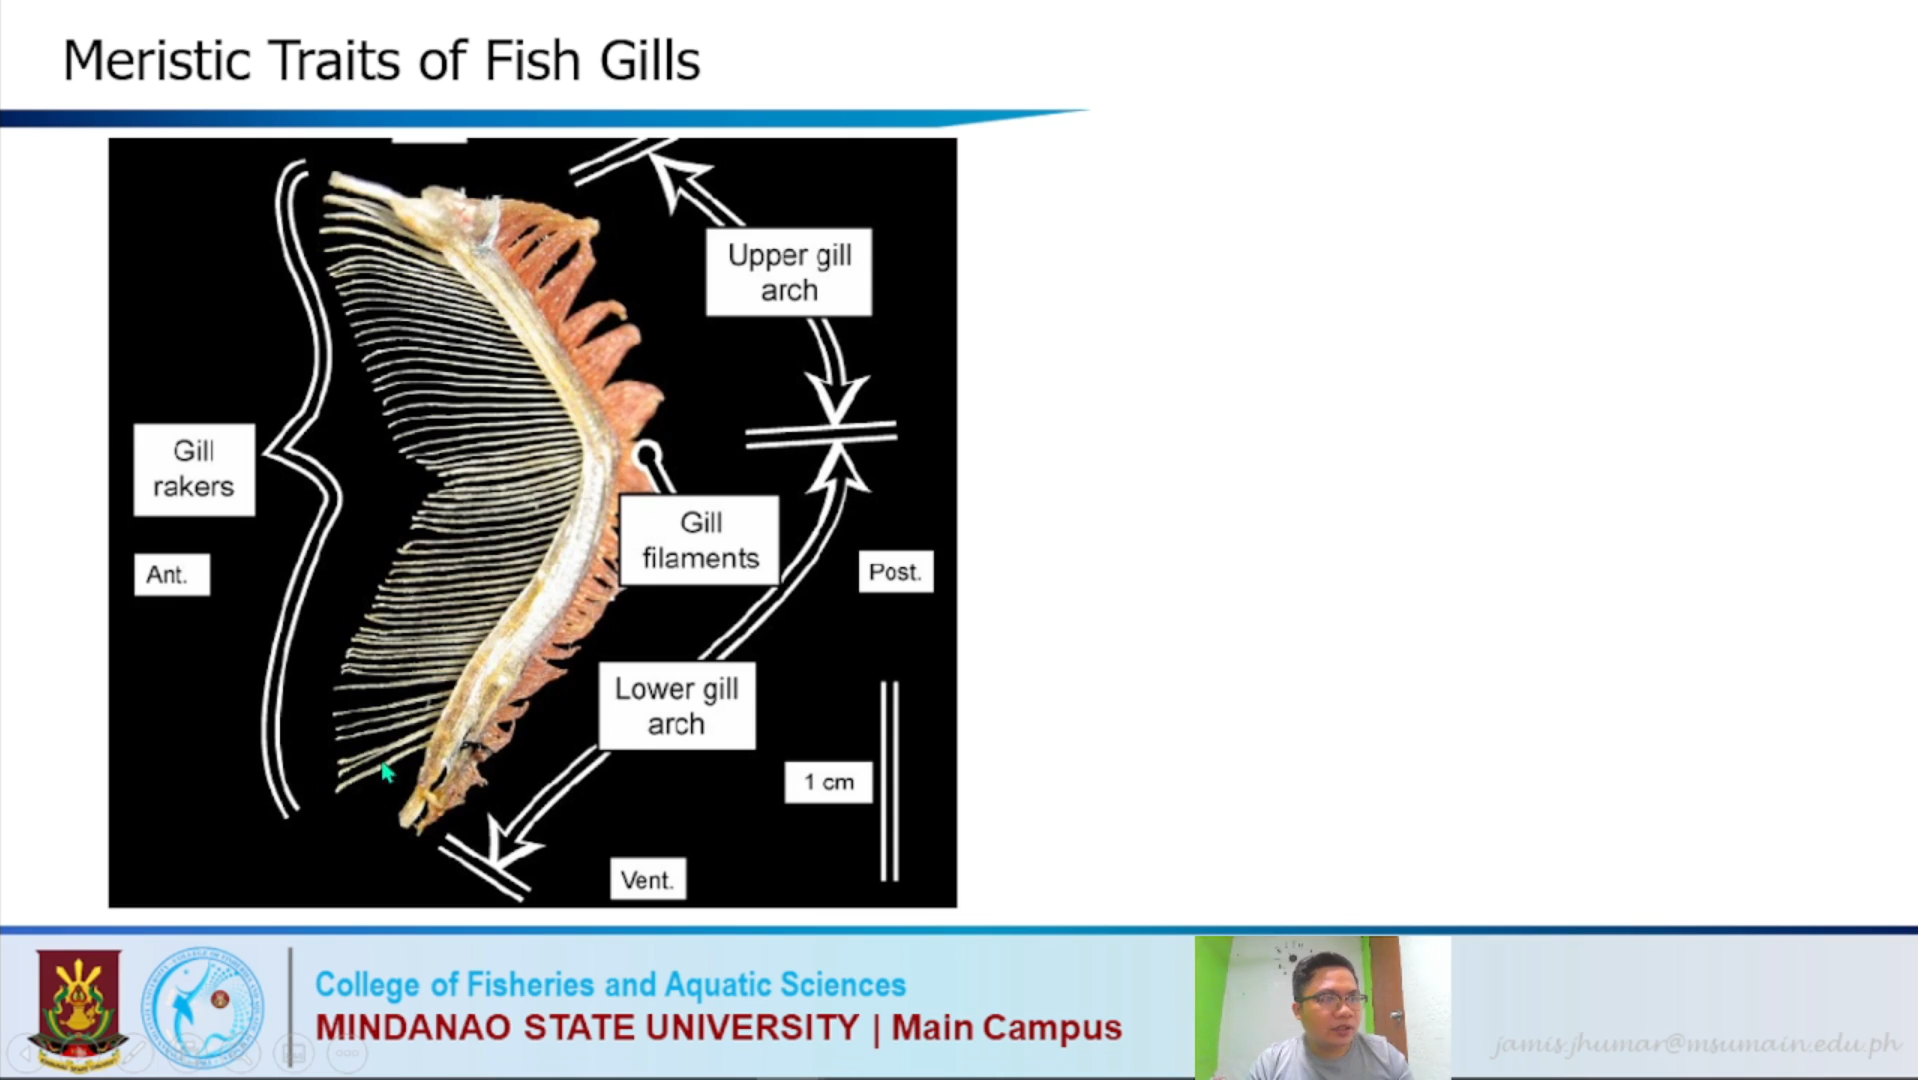 Meristic Traits of Fish Gills
Upper gill
arch
Gill
rakers
Gill
filaments
Ant.
Post.
Lower gill
arch
1 cm
Vent.
College of Fisheries and Aquatic Sciences
MINDANAO STATE UNIVERSITY | Main Campus
jamis.jhumar@msumain.edu.ph